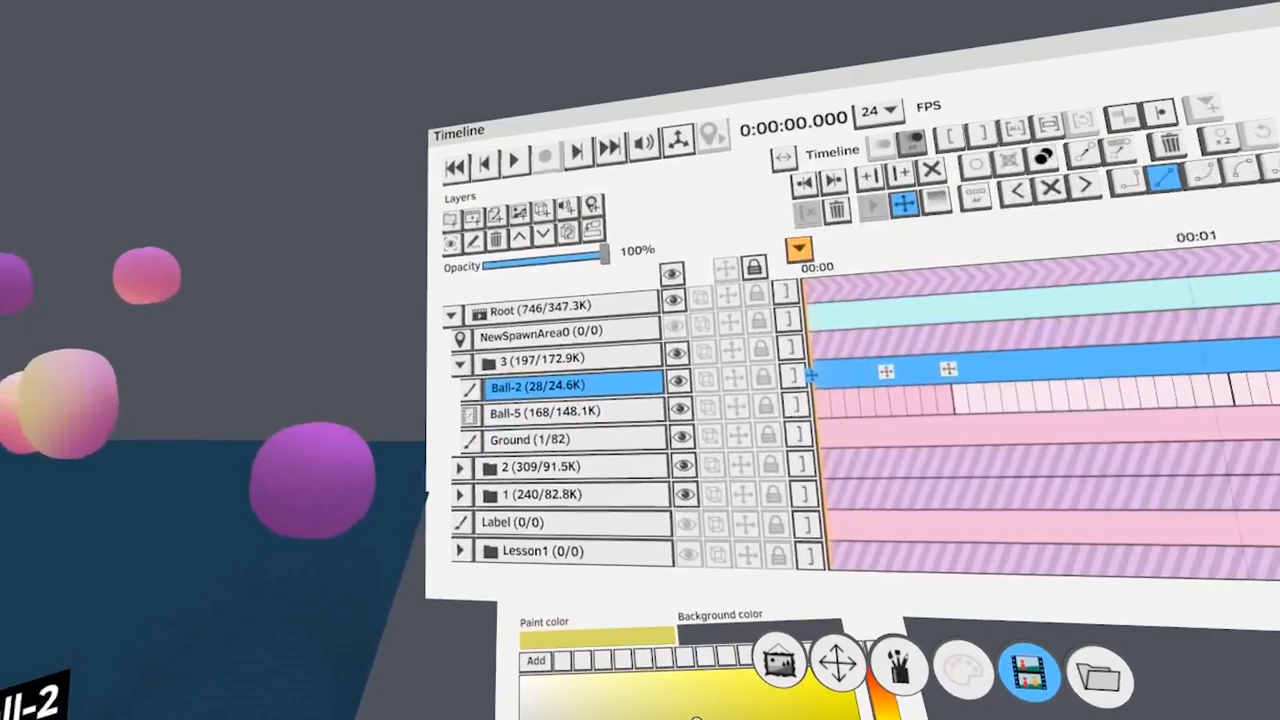 Timeline
0:00:00.000
24
FPS
Timeline
Layers
Opacity
100%
00:00
00:01
Root (746/347.3K)
NewSpawnArea0 (0/0)
3 (197/172.9K)
Ball-2 (28/24.6K)
Ball-5 (168/148.1K)
Ground (1/82)
2 (309/91.5K)
1 (240/82.8K)
Label (0/0)
Lesson1 (0/0)
Paint color
Background color
Add
ll-2